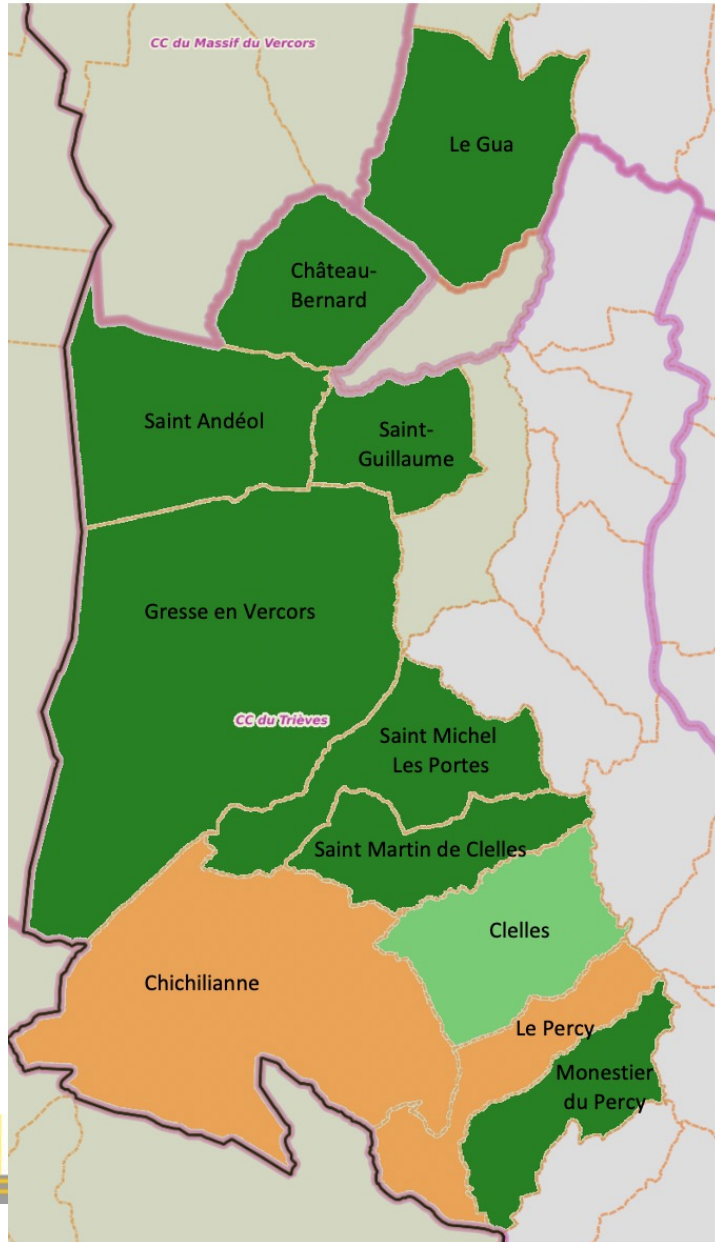 CC du Massif du Vercors
Le Gua
Château-
Bernard
Saint Andéol
Saint-
Guillaume
Gresse en Vercors
CC du Trièves
Saint Michel
Les Portes
Saint Martin de Clelles
Clelles
Chichilianne
Le Percy
Monestier
du Percy